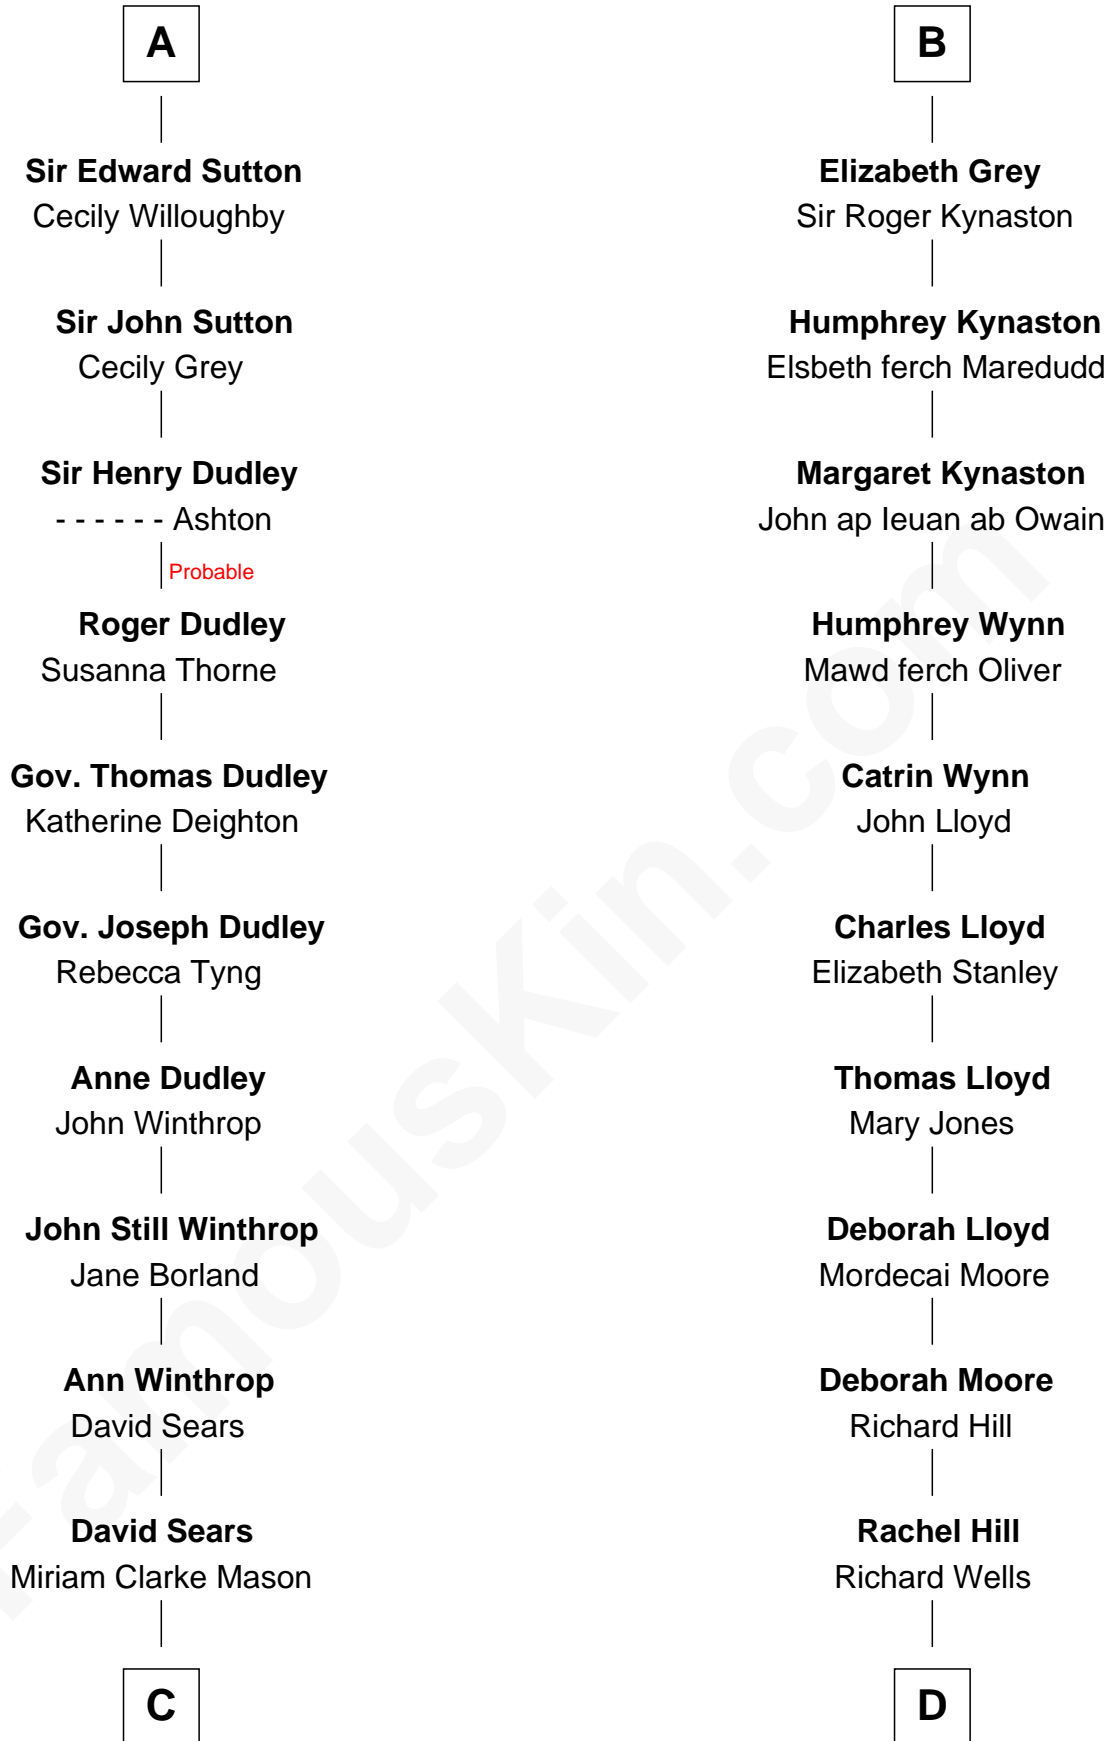 A
Sir Edward Sutton
Cecily Willoughby
Sir John Sutton
Cecily Grey
Sir Henry Dudley
- - - - - - Ashton
Probable
Roger Dudley
Susanna Thorne
Gov. Thomas Dudley
Katherine Deighton
Gov. Joseph Dudley
Rebecca Tyng
Anne Dudley
John Winthrop
John Still Winthrop
Jane Borland
Ann Winthrop
David Sears
David Sears
Miriam Clarke Mason
C
B
Elizabeth Grey
Sir Roger Kynaston
Humphrey Kynaston
Elsbeth ferch Maredudd
Margaret Kynaston
John ap Ieuan ab Owain
Humphrey Wynn
Mawd ferch Oliver
Catrin Wynn
John Lloyd
Charles Lloyd
Elizabeth Stanley
Thomas Lloyd
Mary Jones
Deborah Lloyd
Mordecai Moore
Deborah Moore
Richard Hill
Rachel Hill
Richard Wells
D
FamousKin.com